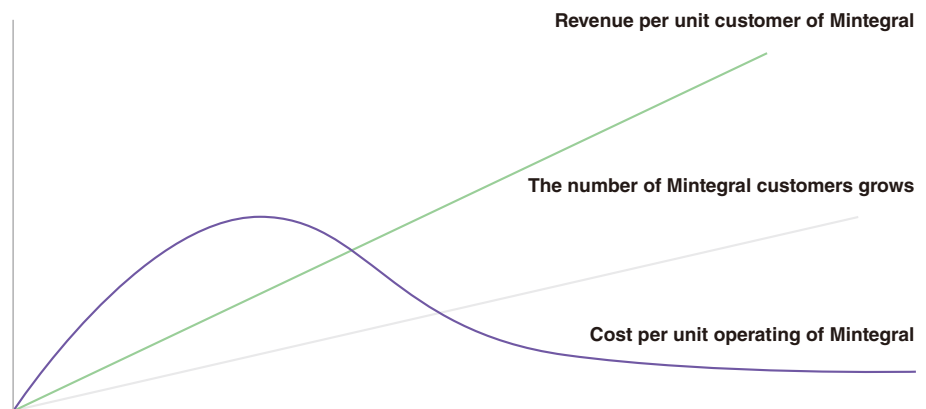 Revenue per unit customer of Mintegral
The number of Mintegral customers grows
Cost per unit operating of Mintegral